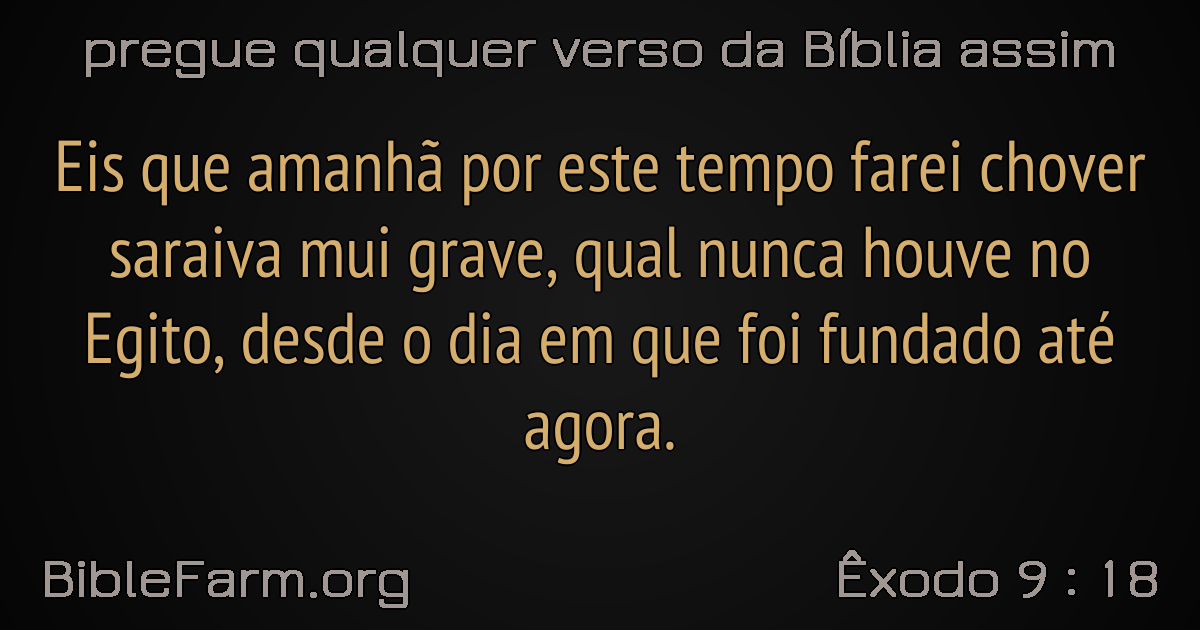 pregue qualquer verso da Bíblia assim
Eis que amanhã por este tempo farei chover
saraiva mui grave, qual nunca houve no
Egito, desde o dia em que foi fundado até
agora.
BibleFarm.org
Êxodo 9 : 18